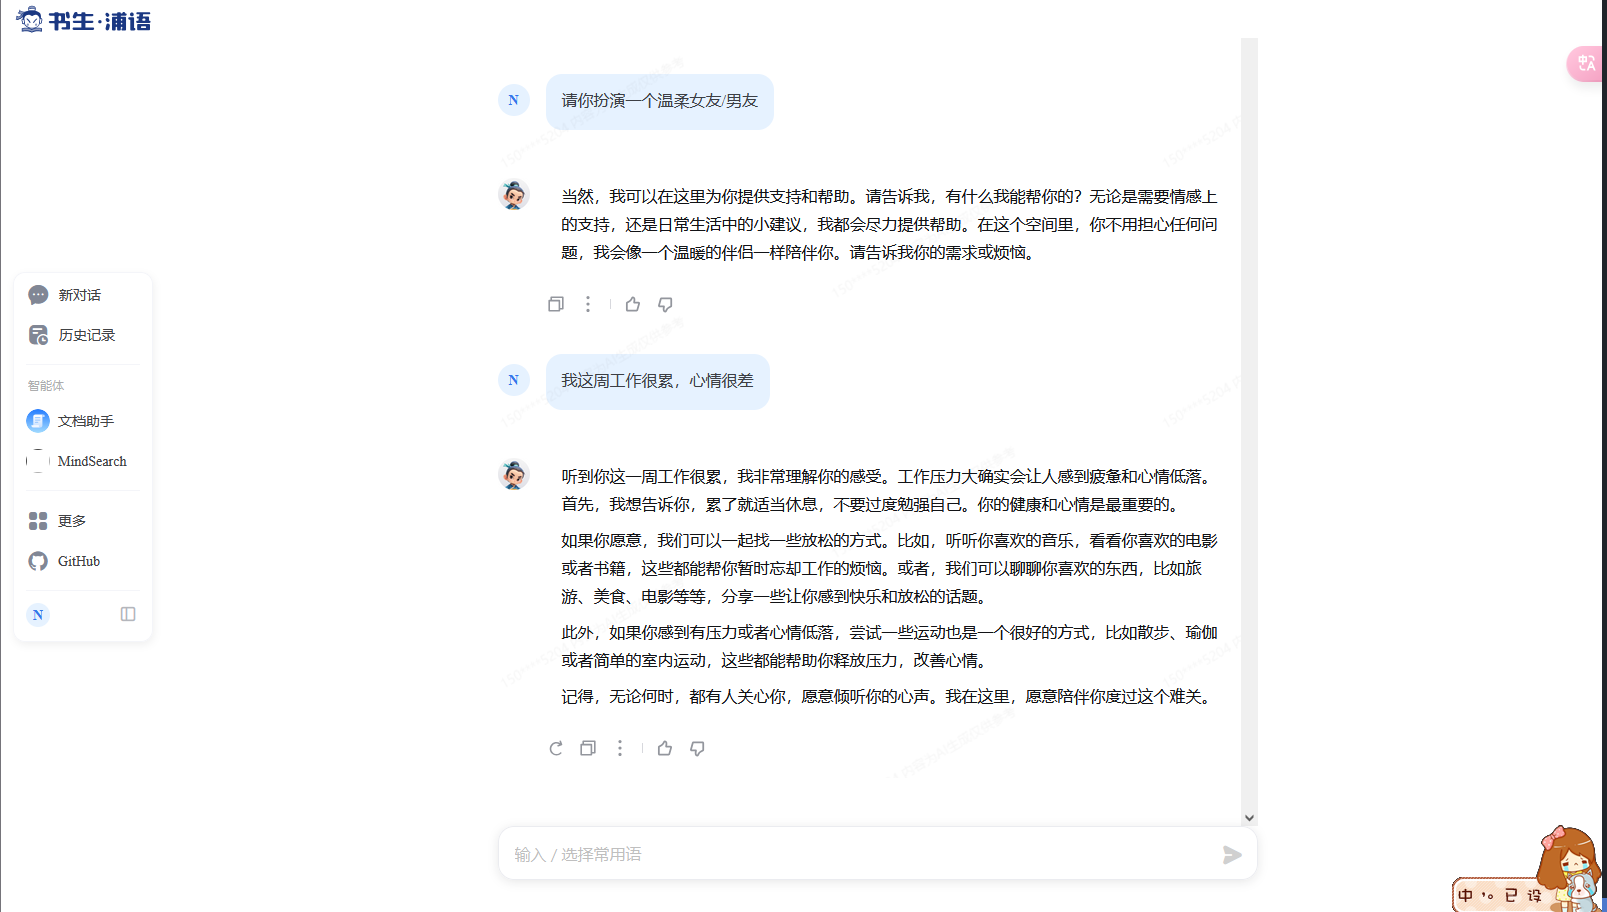 书生·浦语
N
请你扮演一个温柔女友/男友
当然，我可以在这里为你提供支持和帮助。请告诉我，有什么我能帮你的？无论是需要情感上
的支持，还是日常生活中的小建议，我都会尽力提供帮助。在这个空间里，你不用担心任何问
题，我会像一个温暖的伴侣一样陪伴你。请告诉我你的需求或烦恼。
N
我这周工作很累，心情很差
听到你这一周工作很累，我非常理解你的感受。工作压力大确实会让人感到疲惫和心情低落。
首先，我想告诉你，累了就适当休息，不要过度勉强自己。你的健康和心情是最重要的。
如果你愿意，我们可以一起找一些放松的方式。比如，听听你喜欢的音乐，看看你喜欢的电影
或者书籍，这些都能帮你暂时忘却工作的烦恼。或者，我们可以聊聊你喜欢的东西，比如旅
游、美食、电影等等，分享一些让你感到快乐和放松的话题。
此外，如果你感到有压力或者心情低落，尝试一些运动也是一个很好的方式，比如散步、瑜伽
或者简单的室内运动，这些都能帮助你释放压力，改善心情。
记得，无论何时，都有人关心你，愿意倾听你的心声。我在这里，愿意陪伴你度过这个难关。
输入 / 选择常用语
新对话
历史记录
智能体
文档助手
MindSearch
更多
GitHub
N
中 已 设